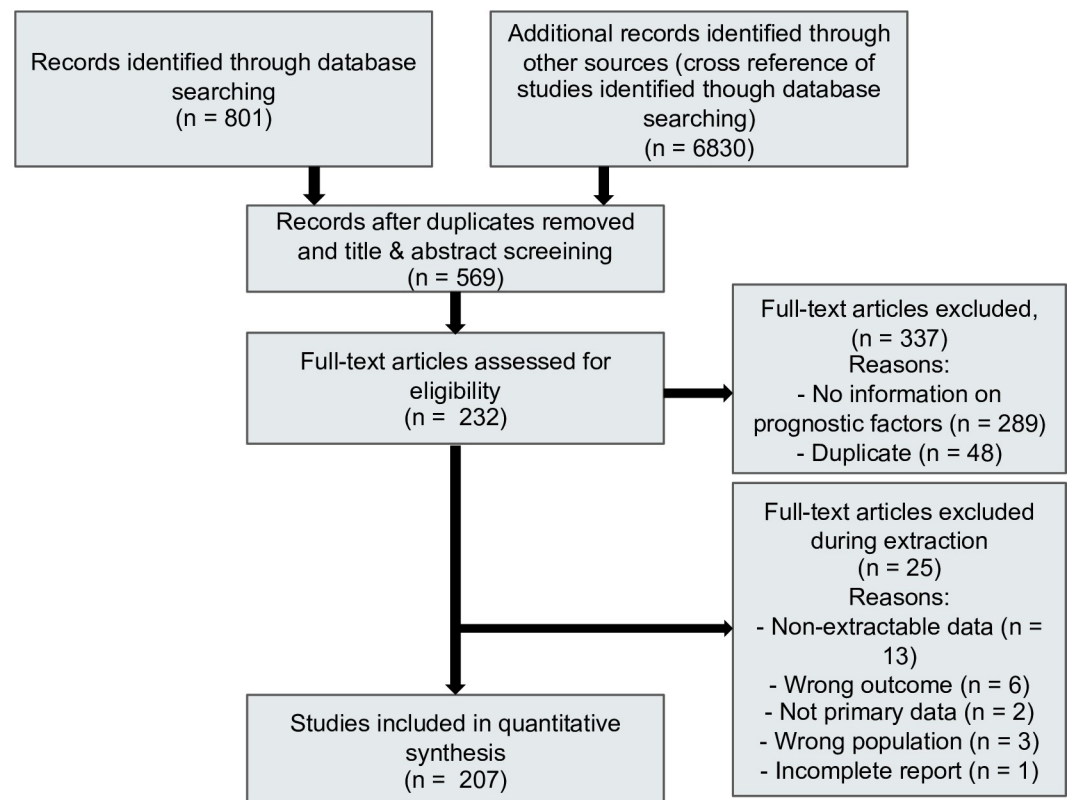 Records identified through database
searching
(n = 801)
Additional records identified through
other sources (cross reference of
studies identified though database
searching)
(n = 6830)
Records after duplicates removed
and title & abstract screeining
(n = 569)
Full-text articles assessed for
eligibility
(n =  232)
Full-text articles excluded,
(n = 337)
Reasons:
- No information on
prognostic factors (n = 289)
- Duplicate (n = 48)
Full-text articles excluded
during extraction
(n = 25)
Reasons:
- Non-extractable data (n =
13)
- Wrong outcome (n = 6)
- Not primary data (n = 2)
- Wrong population (n = 3)
- Incomplete report (n = 1)
Studies included in quantitative
synthesis
(n =  207)